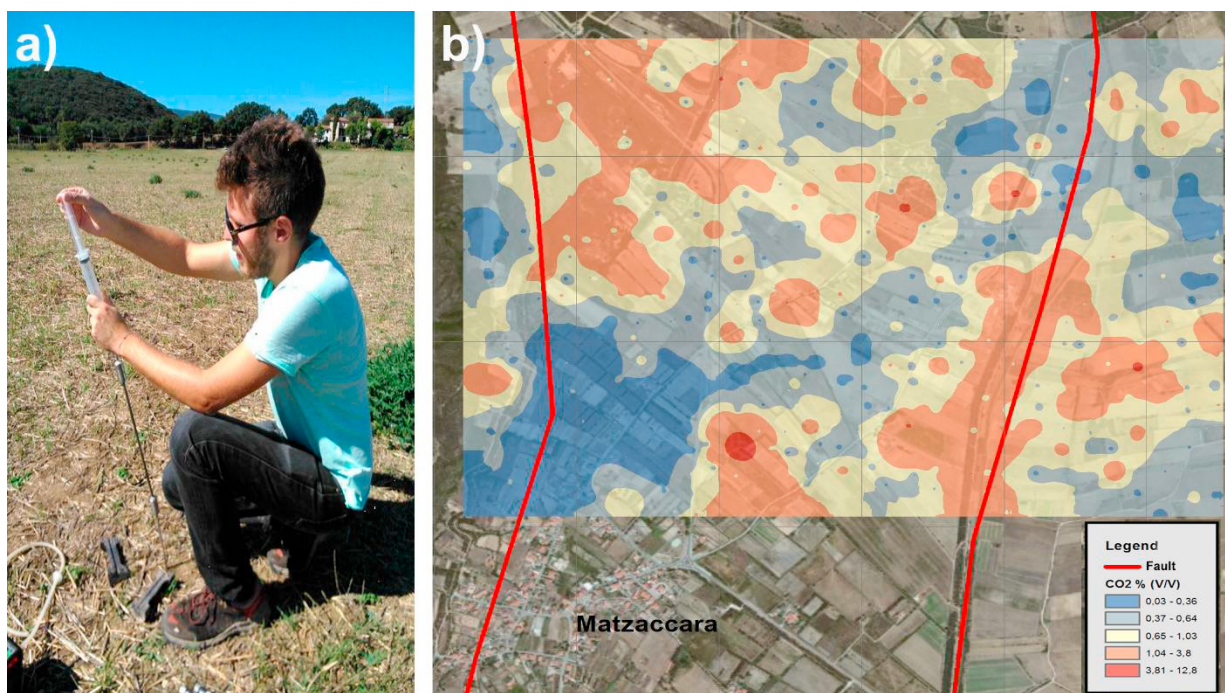 a)
b)
Matzaccara
Legend
Fault
CO2 % (V/V)
0,03 - 0,36
0,37 - 0,64
0.65 - 1.03
1.04 - 3,8
3,81 - 12,8